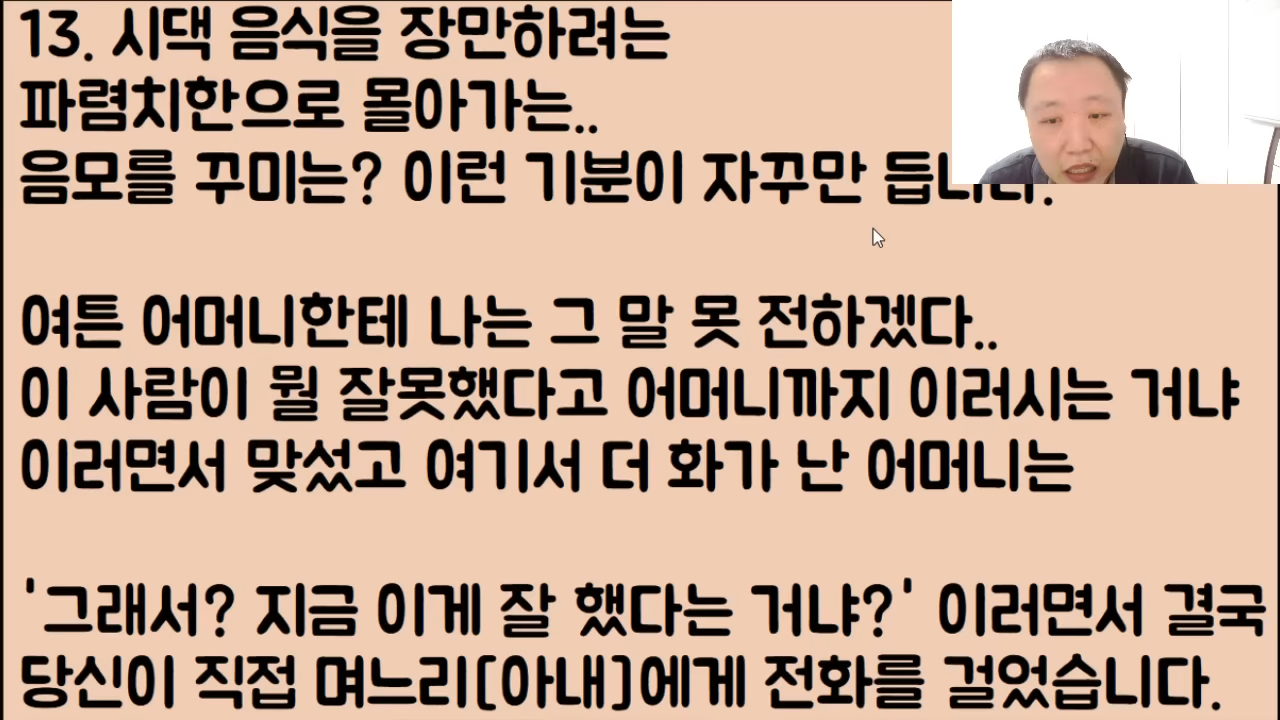 13. 시댁 음식을 장만하려는
파렴치한으로 몰아가는..
음모를 꾸미는? 이런 기분이 자꾸만
여튼 어머니한테 나는 그 말 못 전하겠다..
이 사람이 뭘 잘못했다고 어머니까지 이러시는 거냐
이러면서 맞섰고 여기서 더 화가 난 어머니는
'그래서? 지금 이게 잘 했다는 거냐?' 이러면서 결국
당신이 직접 며느리[아내]에게 전화를 걸었습니다.